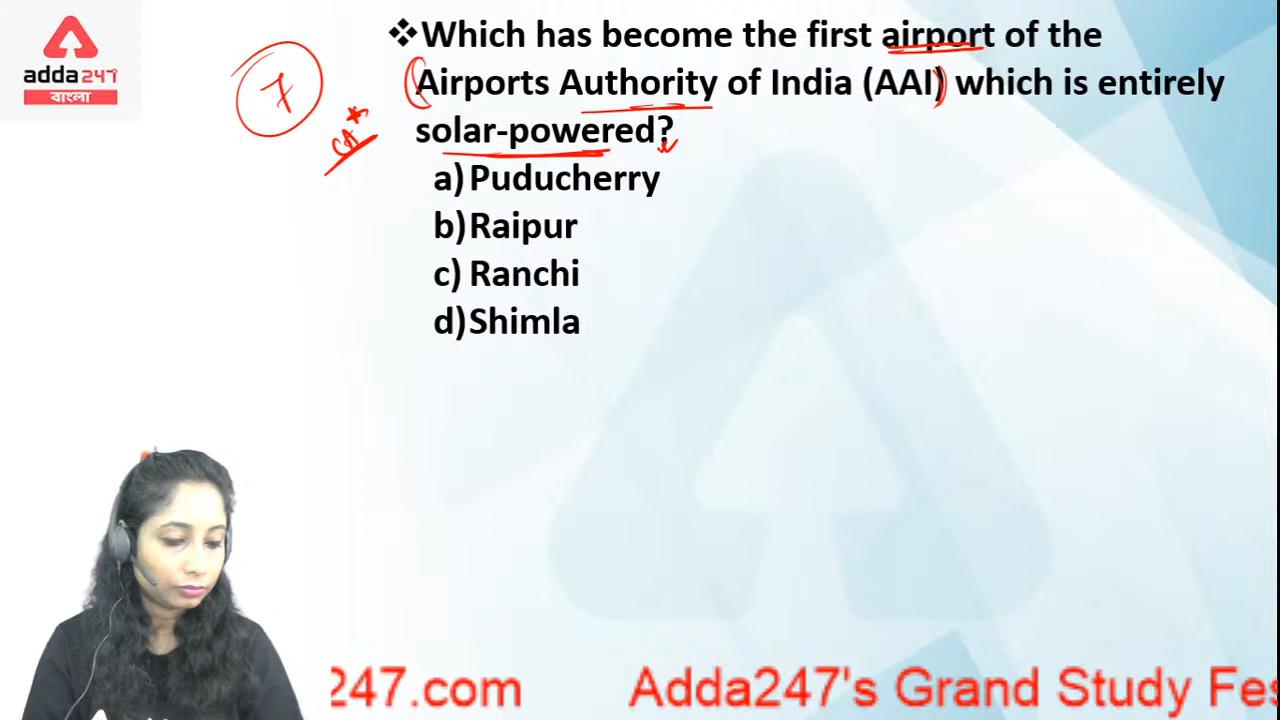 adda247
বাংলা
7
CA
❖Which has become the first airport of the
Airports Authority of India (AAI) which is entirely
solar-powered?
a) Puducherry
b) Raipur
c) Ranchi
d) Shimla
247.com Adda247's Grand Study Fes